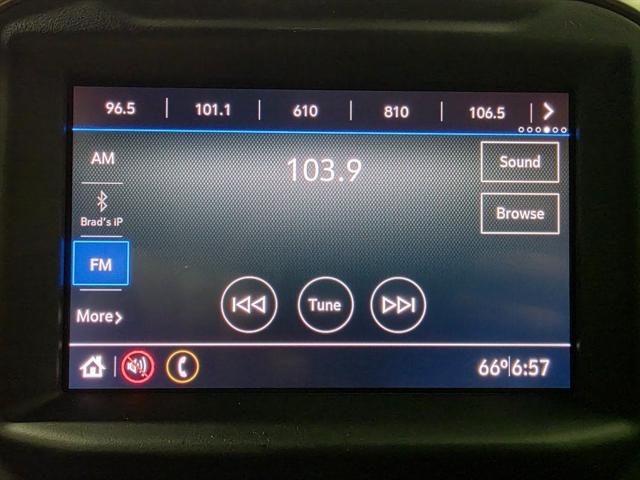 96.5 | 101.1 | 610 | 810 | 106.5 |
AM
103.9
Sound
Brad's iP
Browse
FM
Tune
More
66° 6:57